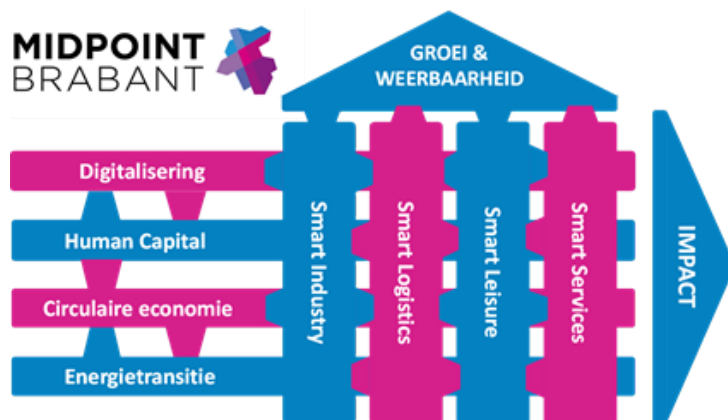 MIDPOINT
BRABANT
GROEI &
WEERBAARHEID
Digitalisering
Human Capital
Circulaire economie
Energietransitie
Smart Industry
Smart Logistics
Smart Leisure
Smart Services
IMPACT